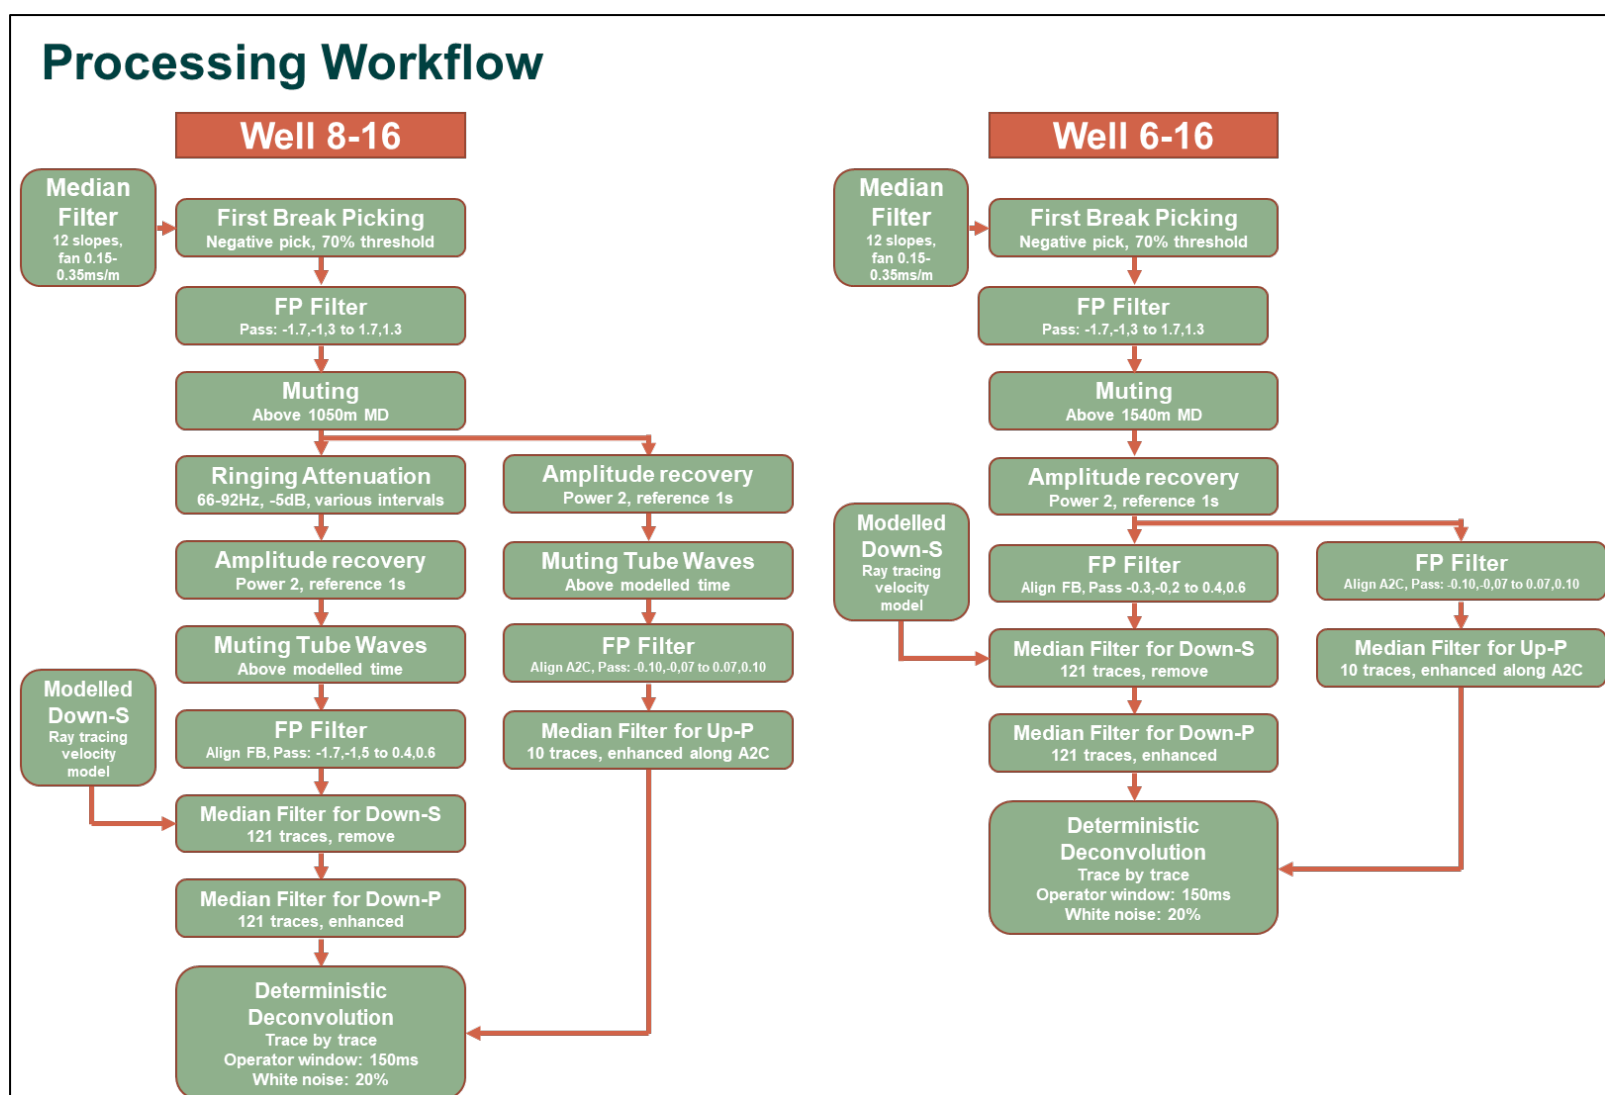 Processing Workflow
Well 8-16
Median
Filter
12 slopes,
fan 0.15-
0.35ms/m
First Break Picking
Negative pick, 70% threshold
FP Filter
Pass: -1.7,-1,3 to 1.7,1.3
Muting
Above 1050m MD
Ringing Attenuation
66-92Hz, -5dB, various intervals
Amplitude recovery
Power 2, reference 1s
Muting Tube Waves
Above modelled time
Modelled
Down-S
Ray tracing
velocity
model
FP Filter
Align FB, Pass: -1.7,-1,5 to 0.4,0.6
Median Filter for Down-S
121 traces, remove
Median Filter for Down-P
121 traces, enhanced
Deterministic
Deconvolution
Trace by trace
Operator window: 150ms
White noise: 20%
Amplitude recovery
Power 2, reference 1s
Muting Tube Waves
Above modelled time
FP Filter
Align A2C, Pass: -0.10,-0,07 to 0.07,0.10
Median Filter for Up-P
10 traces, enhanced along A2C
Well 6-16
Median
Filter
12 slopes,
fan 0.15-
0.35ms/m
First Break Picking
Negative pick, 70% threshold
FP Filter
Pass: -1.7,-1,3 to 1.7,1.3
Muting
Above 1540m MD
Amplitude recovery
Power 2, reference 1s
Modelled
Down-S
Ray tracing
velocity
model
FP Filter
Align FB, Pass -0.3,-0,2 to 0.4,0.6
Median Filter for Down-S
121 traces, remove
Median Filter for Down-P
121 traces, enhanced
Deterministic
Deconvolution
Trace by trace
Operator window: 150ms
White noise: 20%
FP Filter
Align A2C, Pass: -0.10,-0,07 to 0.07,0.10
Median Filter for Up-P
10 traces, enhanced along A2C